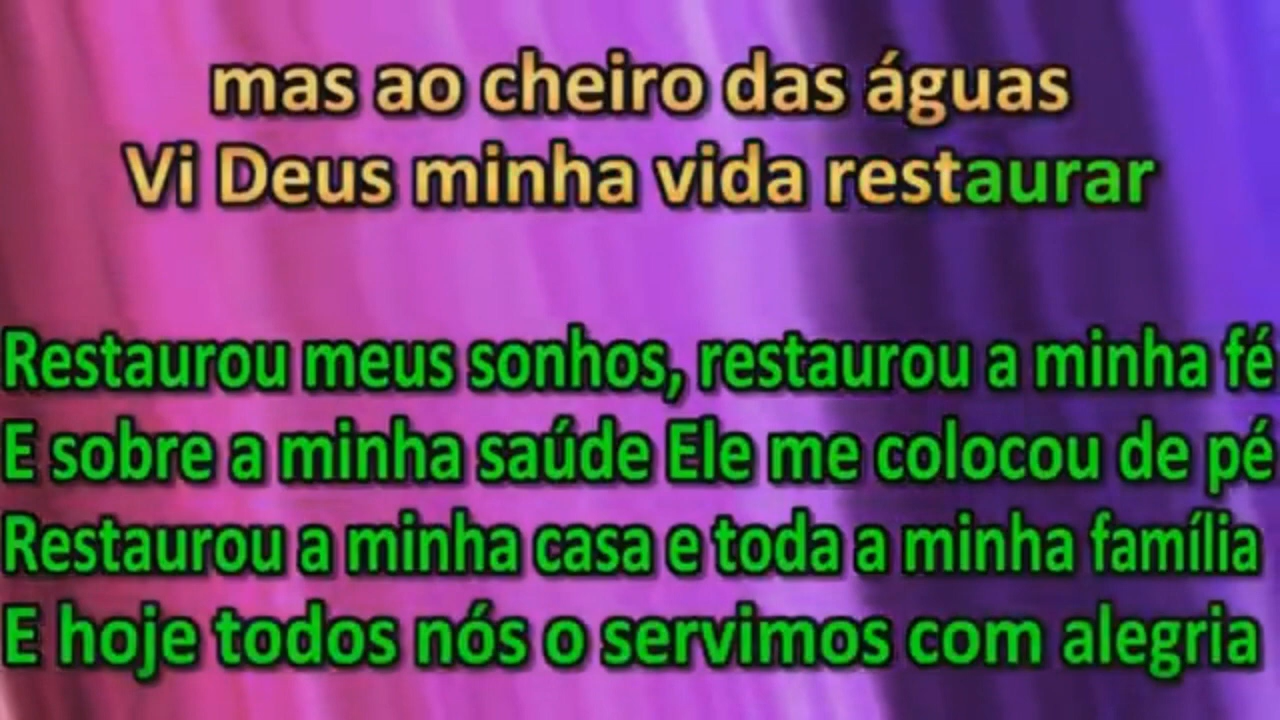 mas ao cheiro das águas
Vi Deus minha vida restaurar
Restaurou meus sonhos, restaurou a minha fé
E sobre a minha saúde Ele me colocou de pé
Restaurou a minha casa e toda a minha família
E hoje todos nós o servimos com alegria